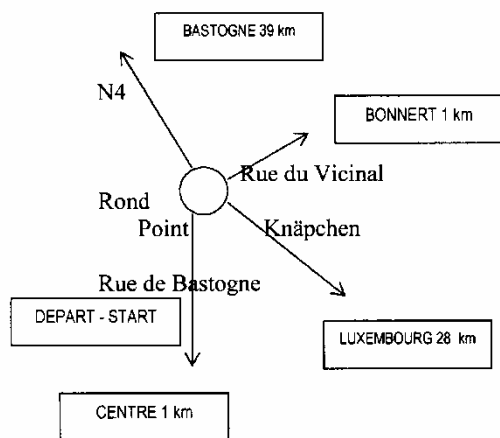 BASTOGNE 39 km
N4
BONNERT 1 km
Rue du Vicinal
Rond
Point
Knäpchen
Rue de Bastogne
DEPART - START
LUXEMBOURG 28 km
CENTRE 1 km